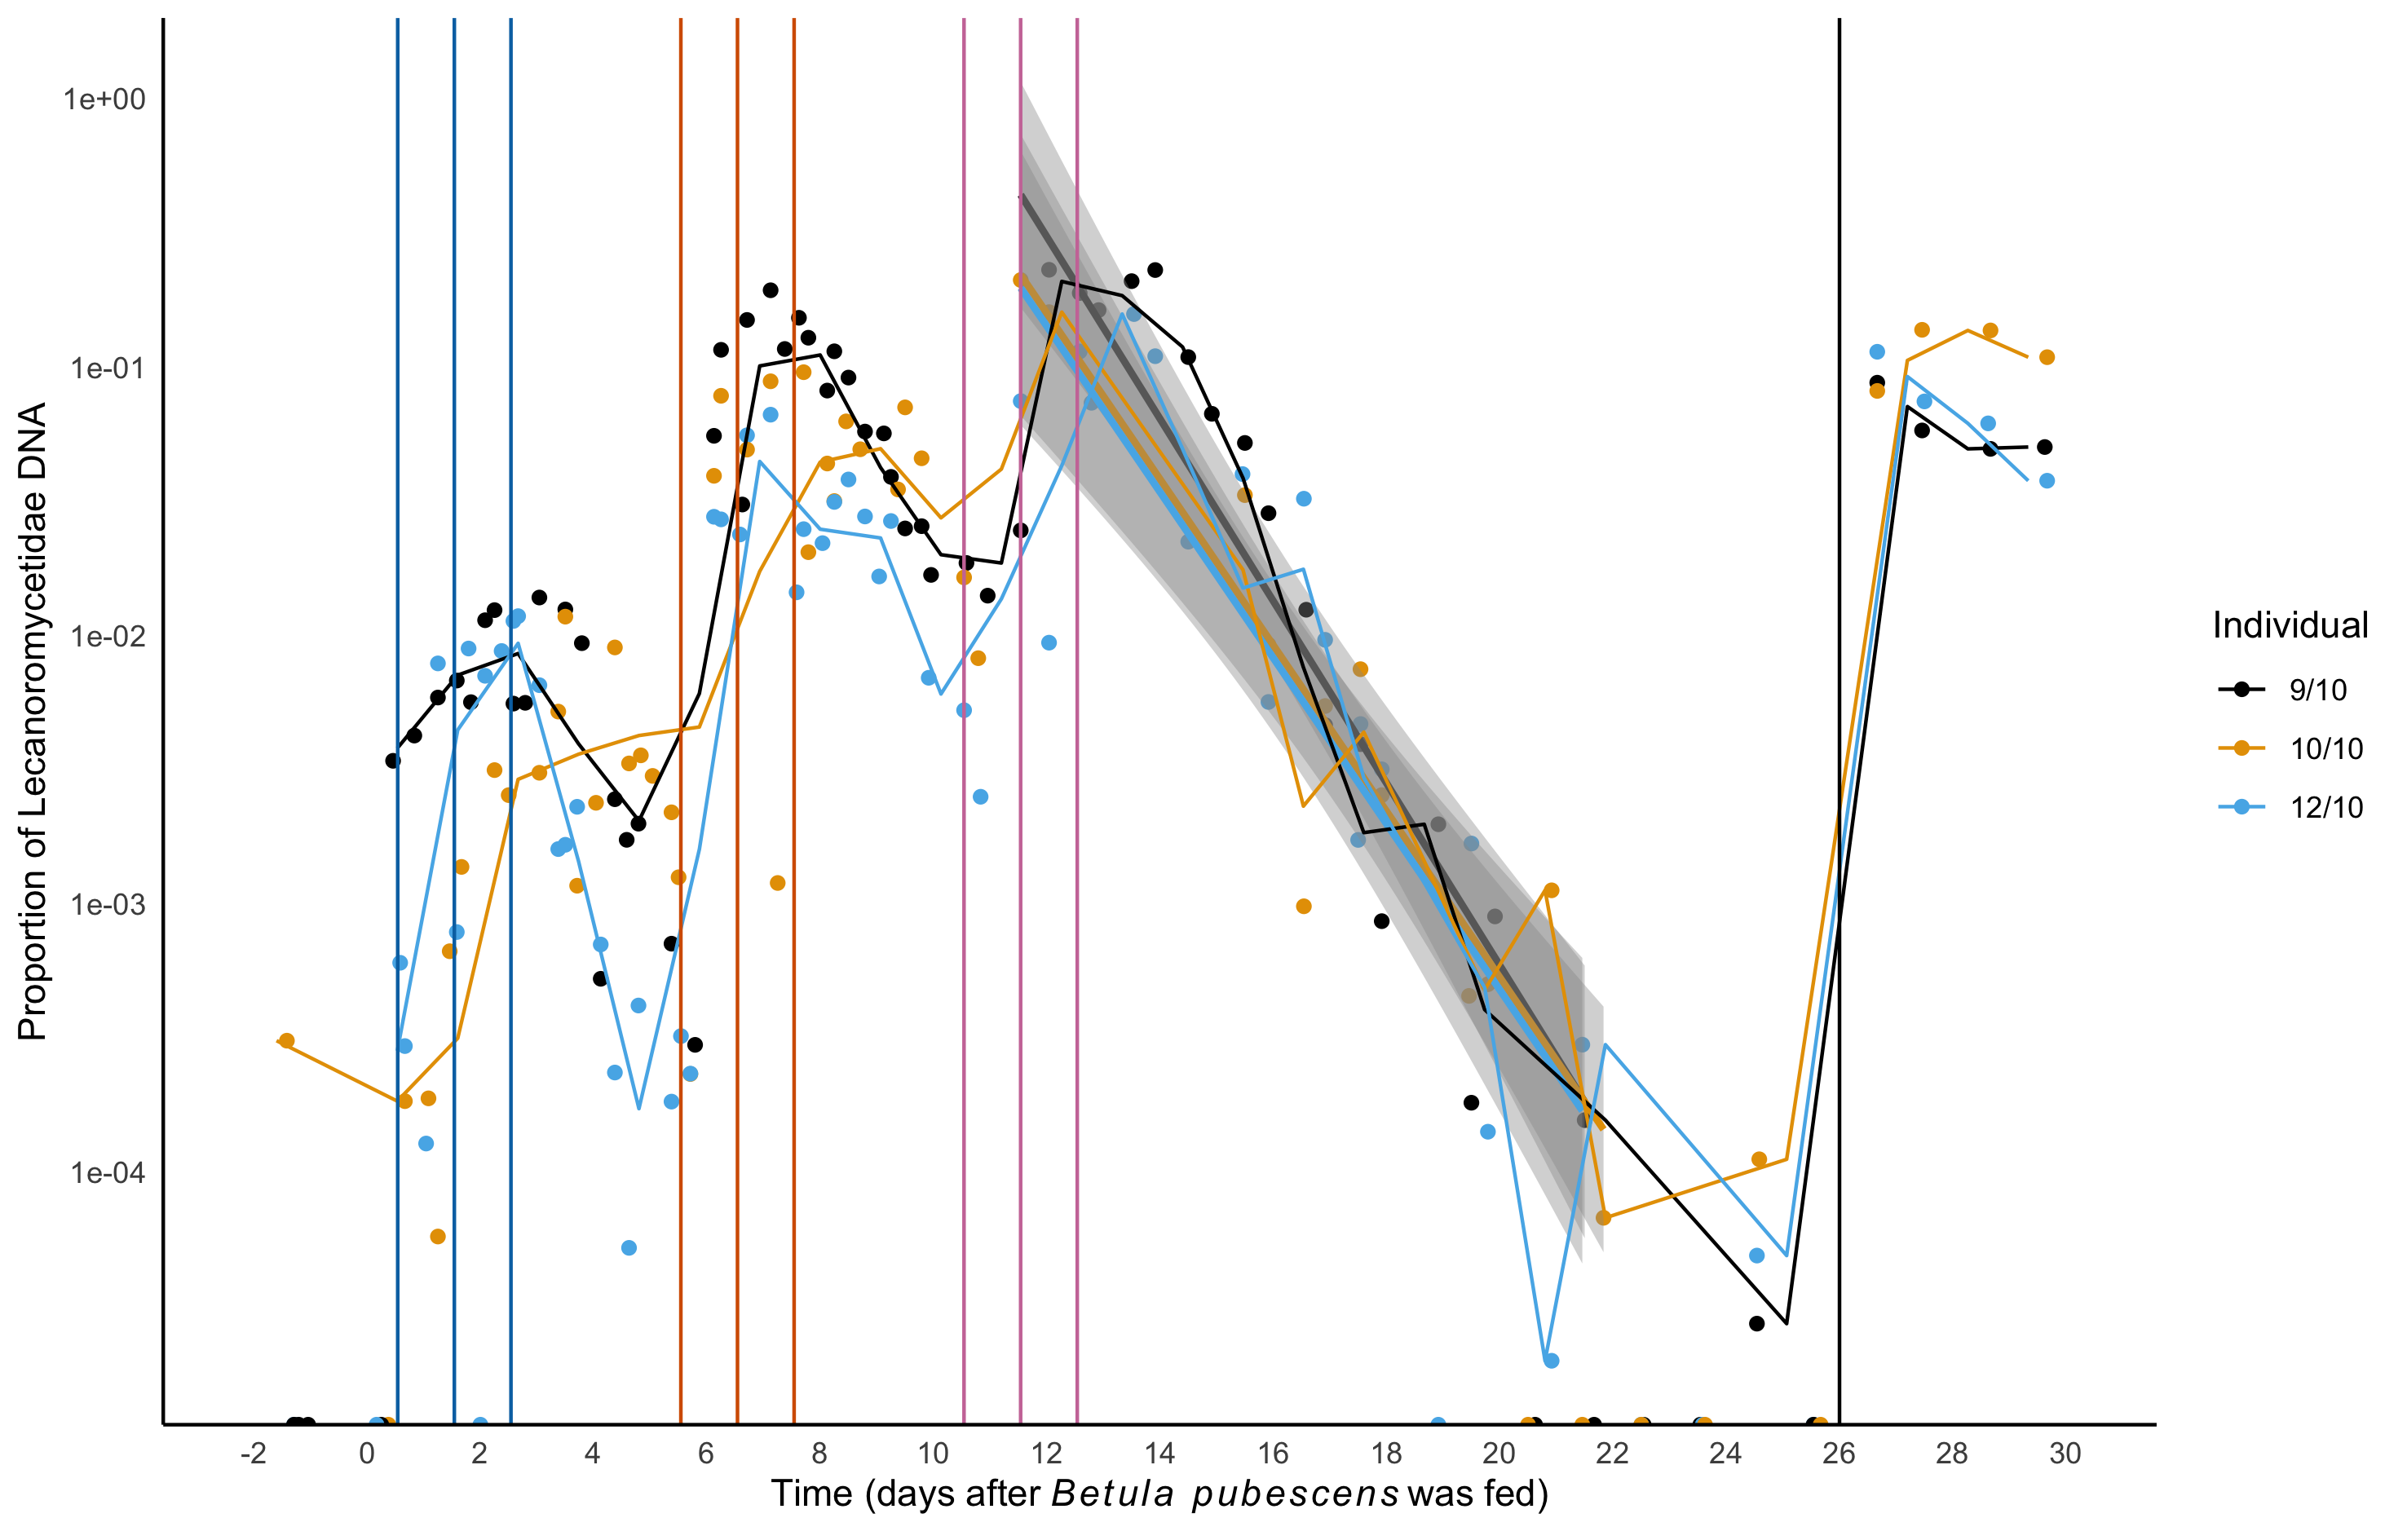 Proportion of Lecanoromycetidae DNA
1e+00
1e-01
1e-02
1e-03
1e-04
-2 0 2 4 6 8 10 12 14 16 18 20 22 24 26 28 30
Time (days after Betula pubescens was fed)
Individual
9/10
10/10
12/10